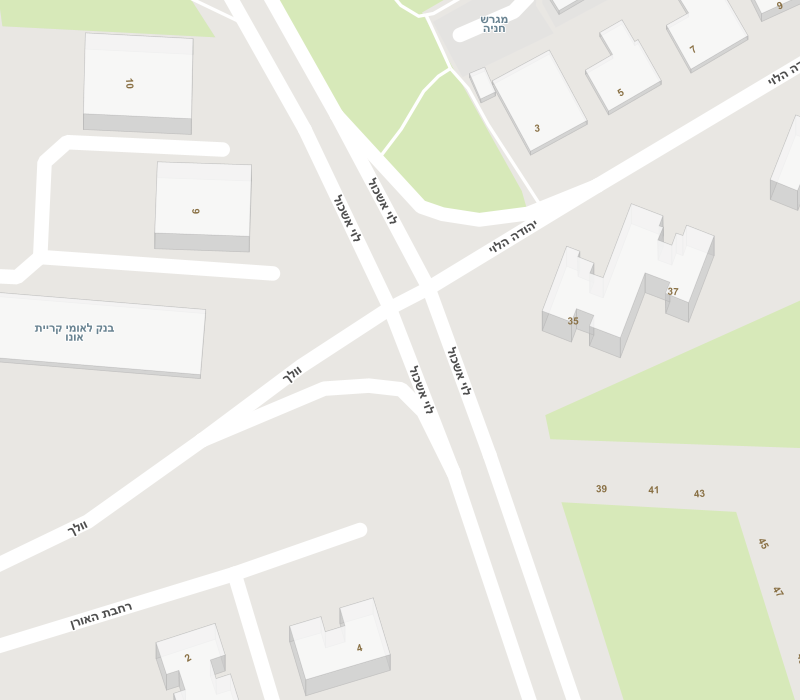 מגרש
חניה
9
7
5
3
10
6
יהודה הלוי
לוי אשכול
לוי אשכול
יהודה הלוי
37
35
בנק לאומי קריית
אונו
וולך
לוי אשכול
לוי אשכול
39
41
43
45
47
וולך
רחבת האורן
2
4